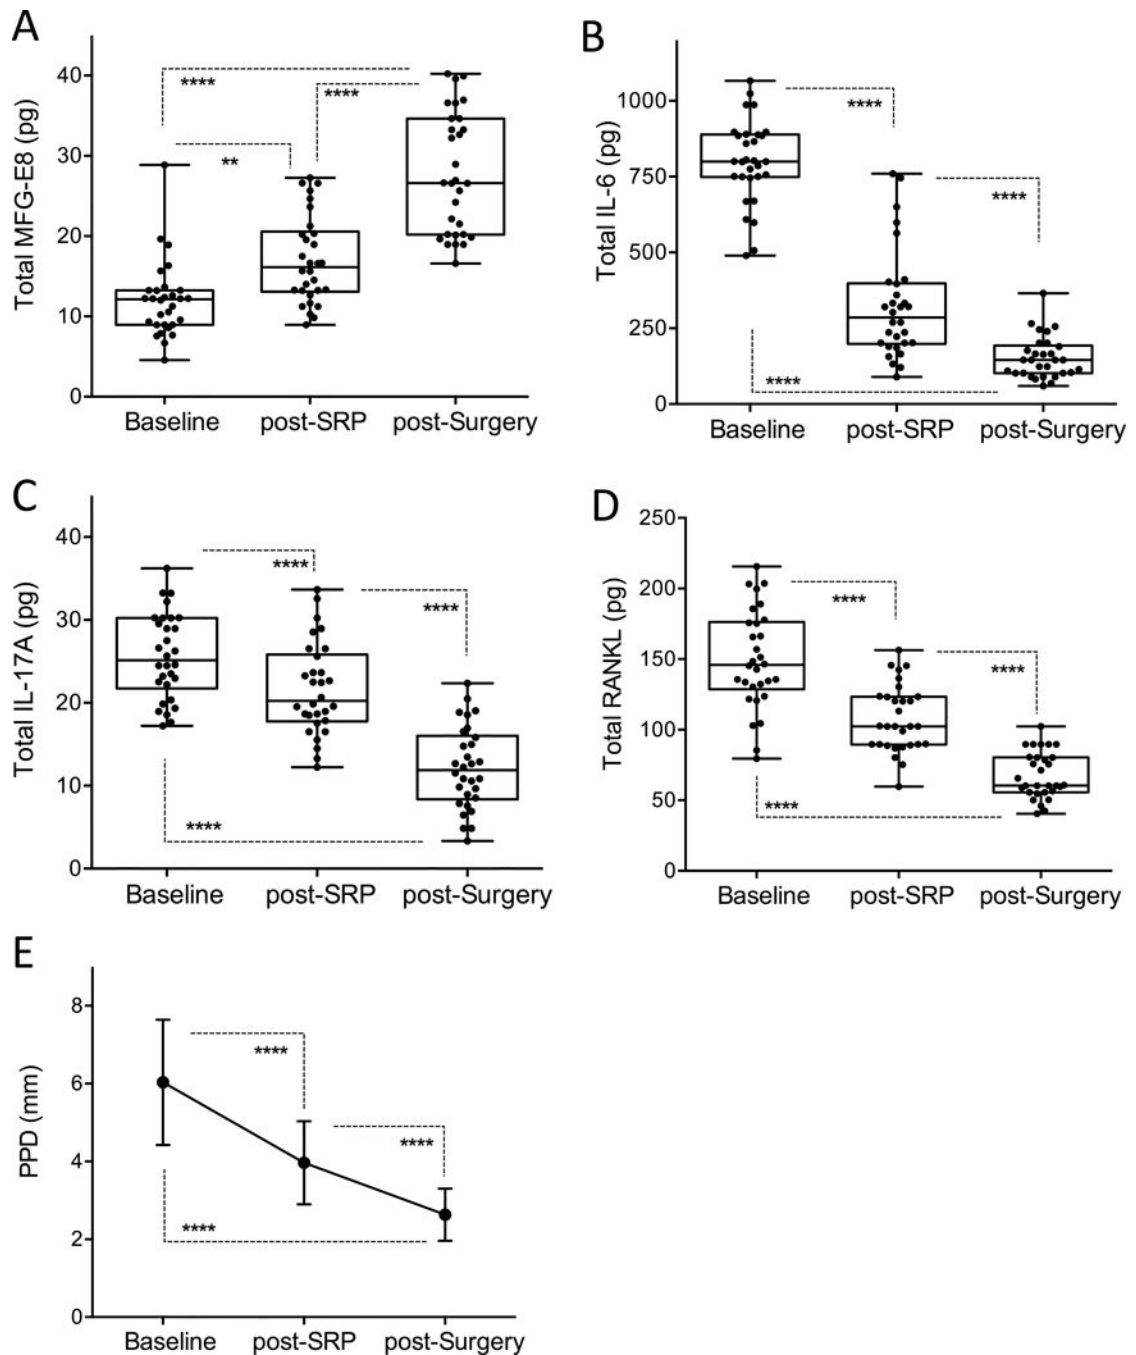 A
Total MFG-E8 (pg)
40
30
20
10
0
****
****
**
Baseline post-SRP post-Surgery
B
Total IL-6 (pg)
1000
750
500
250
0
****
****
****
Baseline post-SRP post-Surgery
C
Total IL-17A (pg)
40
30
20
10
0
****
****
****
Baseline post-SRP post-Surgery
D
Total RANKL (pg)
250
200
150
100
50
0
****
****
****
Baseline post-SRP post-Surgery
E
PPD (mm)
8
6
4
2
0
****
****
****
Baseline post-SRP post-Surgery